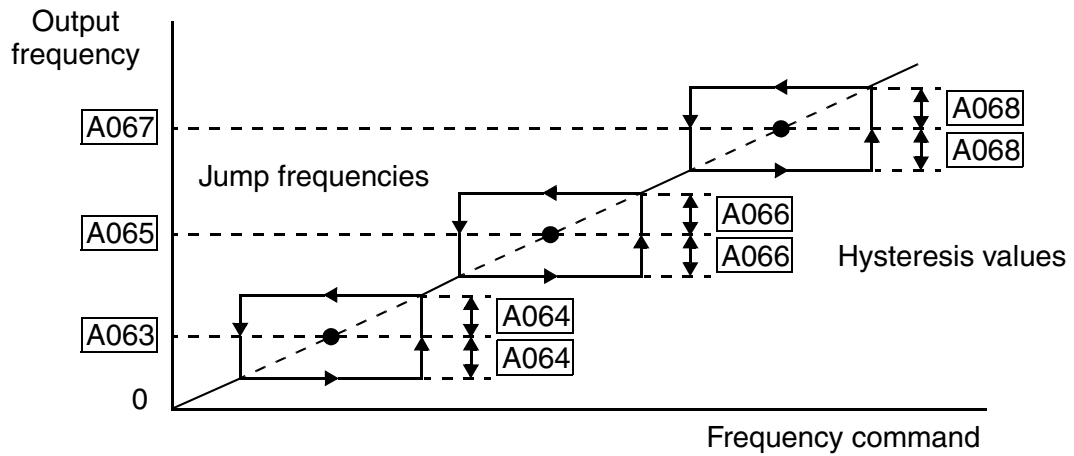 Output
frequency
A067
A068
A068
Jump frequencies
A066
A065
A066
Hysteresis values
A064
A063
A064
0
Frequency command